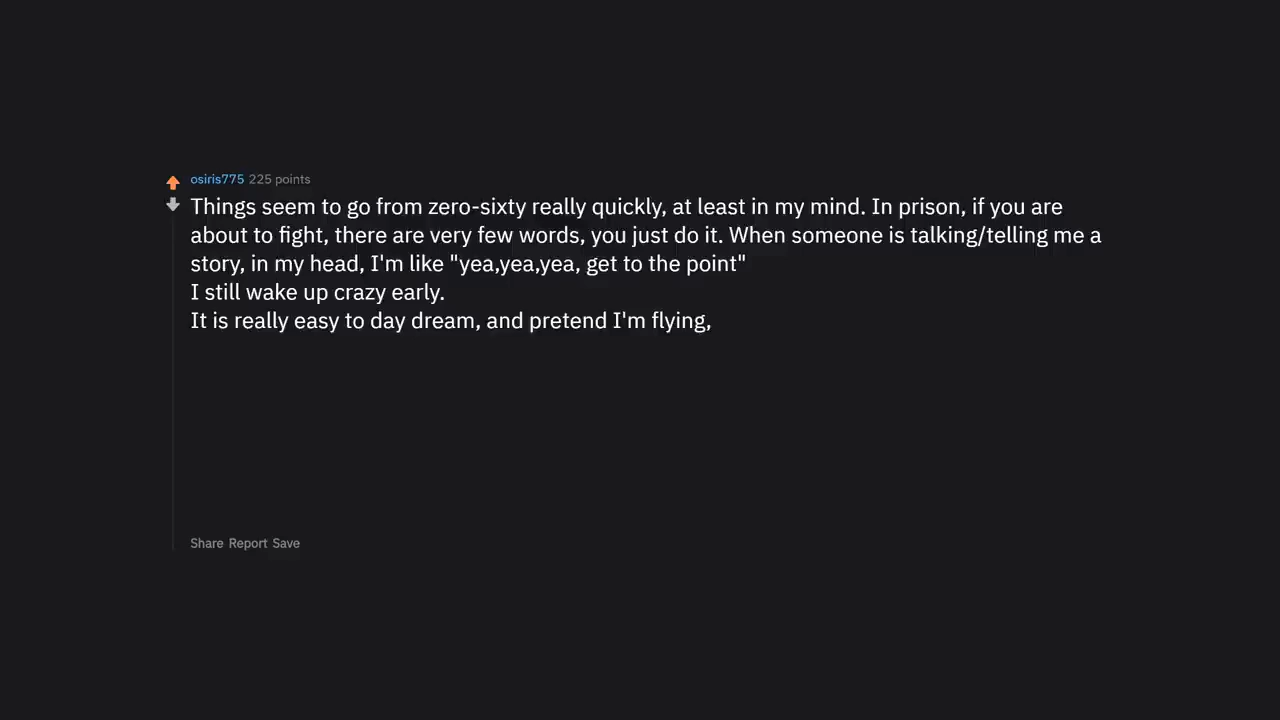 osiris775 225 points
Things seem to go from zero-sixty really quickly, at least in my mind. In prison, if you are
about to fight, there are very few words, you just do it. When someone is talking/telling me a
story, in my head, I'm like "yea,yea,yea, get to the point"
I still wake up crazy early.
It is really easy to day dream, and pretend I'm flying,
Share Report Save